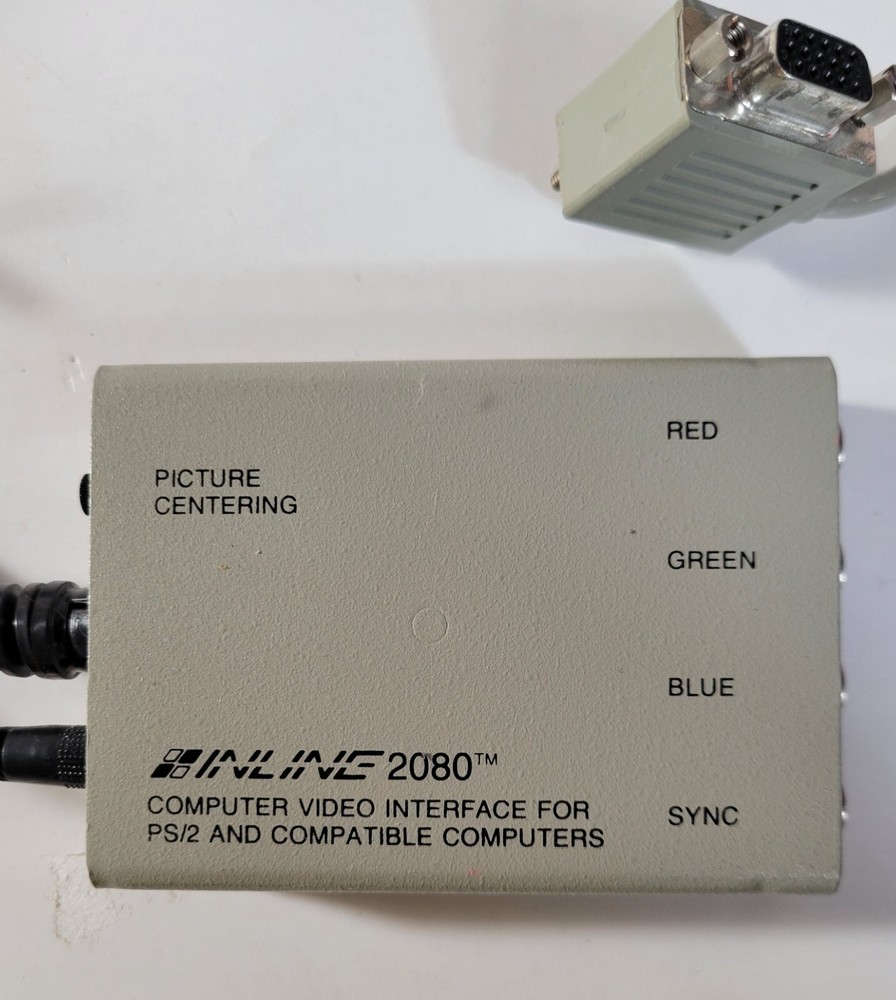 RED
PICTURE
CENTERING
GREEN
BLUE
INLINE 2080™
COMPUTER VIDEO INTERFACE FOR
PS/2 AND COMPATIBLE COMPUTERS
SYNC